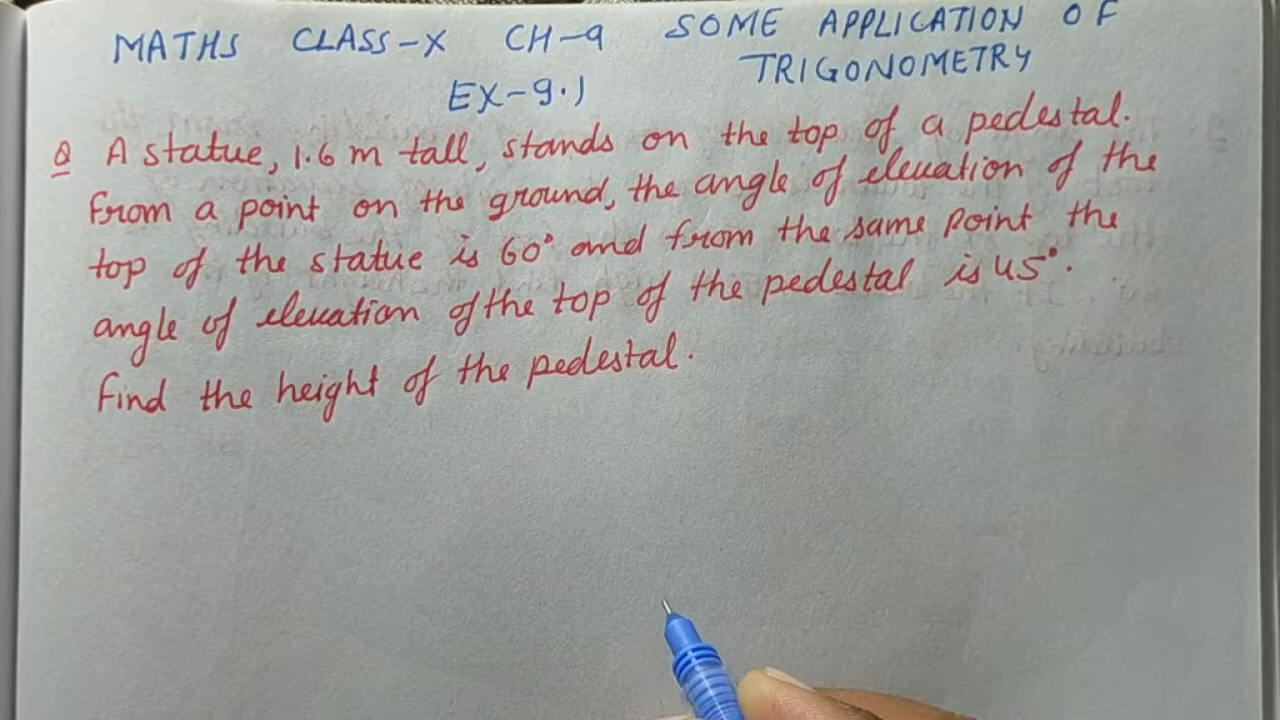 MATHS CLASS-X CH-9 SOME APPLICATION OF
TRIGONOMETRY
EX-9.1
Q A statue, 1.6 m tall, stands on the top of a pedestal.
From a point on the ground, the angle of elevation of the
top of the statue is 60° and from the same point the
angle of elevation of the top of the pedestal is 45°.
Find the height of the pedestal.